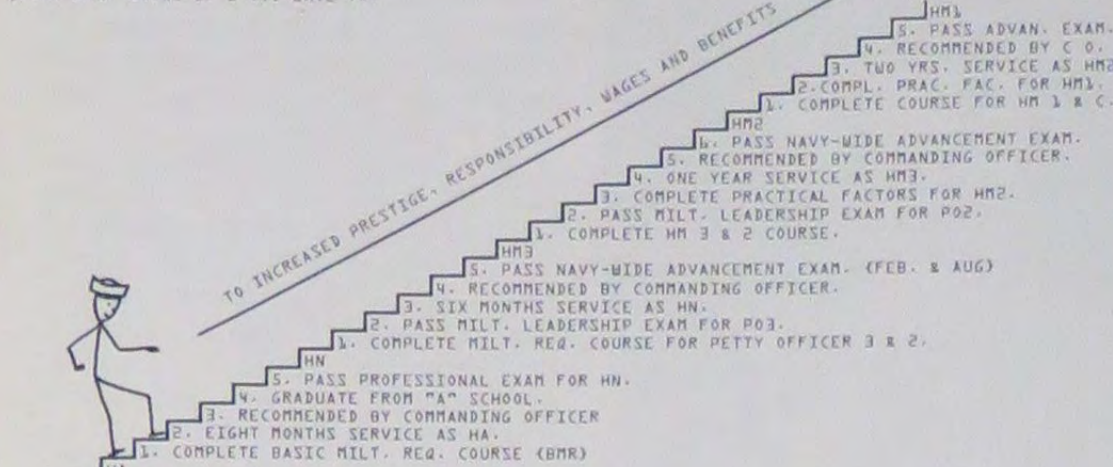 HM1
5. PASS ADVAN. EXAM.
4. RECOMMENDED BY C O.
3. TWO YRS. SERVICE AS HM2
2.COMPL. PRAC. FAC. FOR HM1.
1. COMPLETE COURSE FOR HM 1 & C.
HM2
6. PASS NAVY-WIDE ADVANCEMENT EXAM.
5. RECOMMENDED BY COMMANDING OFFICER.
4. ONE YEAR SERVICE AS HM3.
3. COMPLETE PRACTICAL FACTORS FOR HM2.
2. PASS MILT. LEADERSHIP EXAM FOR PO2.
1. COMPLETE HM 3 & 2 COURSE.
HM3
5. PASS NAVY-WIDE ADVANCEMENT EXAM. (FEB. & AUG)
4. RECOMMENDED BY COMMANDING OFFICER.
3. SIX MONTHS SERVICE AS HN.
2. PASS MILT. LEADERSHIP EXAM FOR PO3.
1. COMPLETE MILT. REQ. COURSE FOR PETTY OFFICER 3 & 2.
HN
5. PASS PROFESSIONAL EXAM FOR HN.
4. GRADUATE FROM "A" SCHOOL.
3. RECOMMENDED BY COMMANDING OFFICER
2. EIGHT MONTHS SERVICE AS HA.
1. COMPLETE BASIC MILT. REQ. COURSE (BMR)
TO INCREASED PRESTIGE, RESPONSIBILITY, WAGES AND BENEFITS